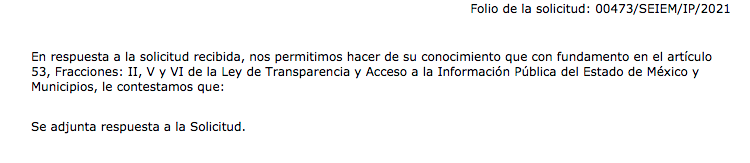 Folio de la solicitud: 00473/SEIEM/IP/2021
En respuesta a la solicitud recibida, nos permitimos hacer de su conocimiento que con fundamento en el artículo
53, Fracciones: II, V y VI de la Ley de Transparencia y Acceso a la Información Pública del Estado de México y
Municipios, le contestamos que:
Se adjunta respuesta a la Solicitud.